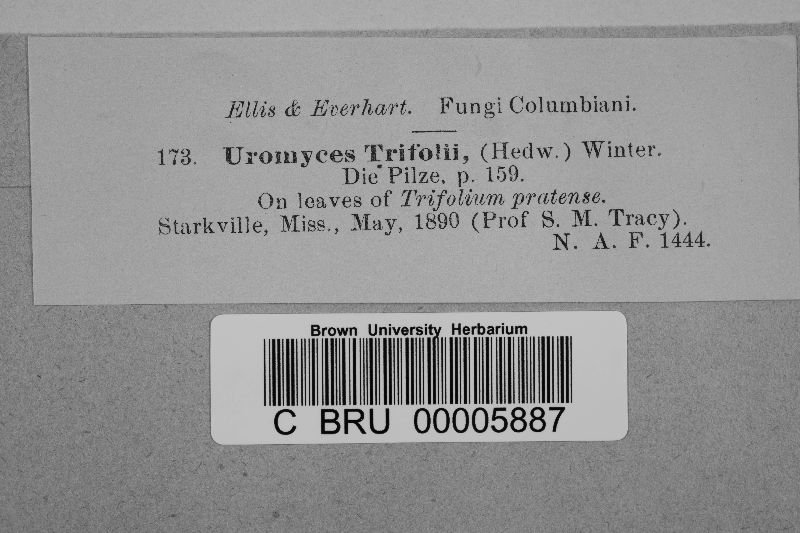 Ellis & Everhart. Fungi Columbiani.
173. Uromyces Trifolii, (Hedw.) Winter.
Die Pilze, p. 159.
On leaves of Trifolium pratense.
Starkville, Miss., May, 1890 (Prof S. M. Tracy).
N. A. F. 1444.
Brown University Herbarium
C BRU 00005887